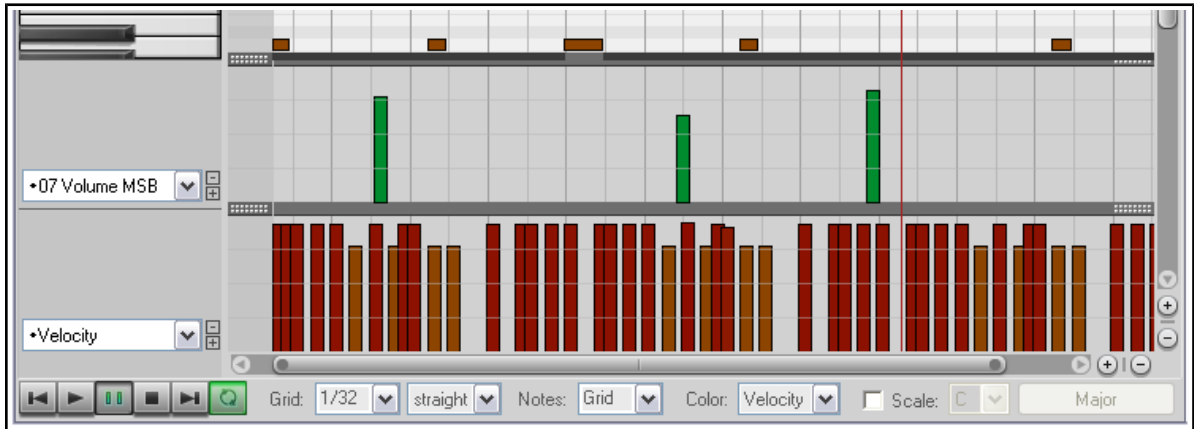 •07 Volume MSB
•Velocity
Grid: 1/32 straight Notes: Grid Color: Velocity Scale: C Major